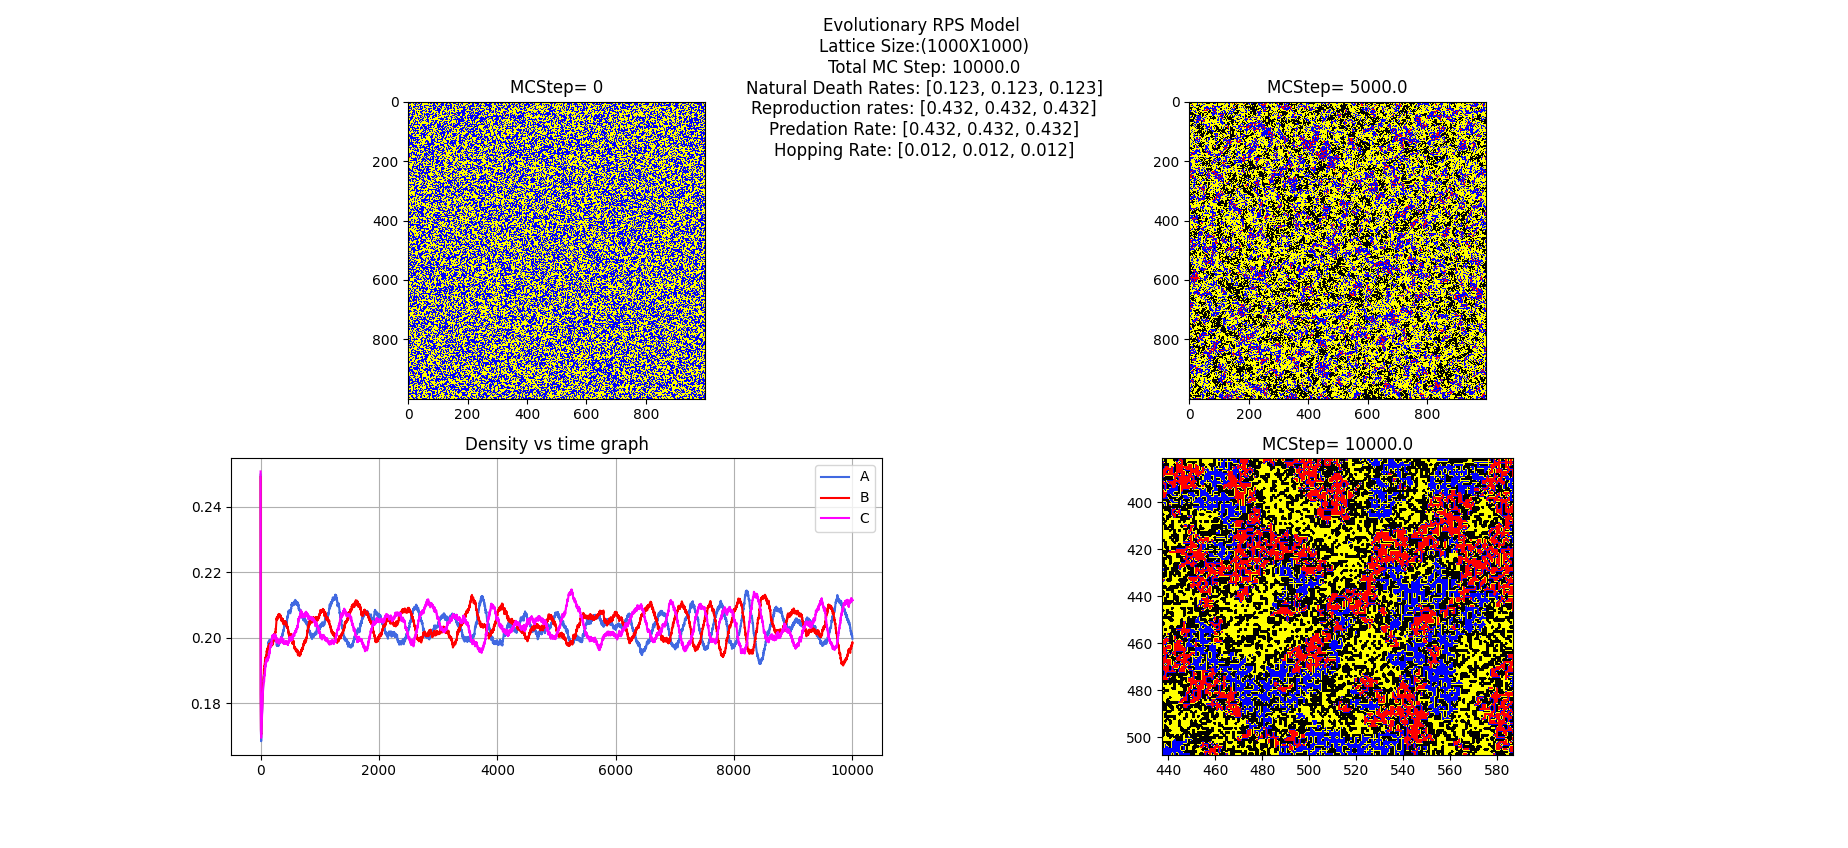 Evolutionary RPS Model
Lattice Size:(1000X1000)
Total MC Step: 10000.0
Natural Death Rates: [0.123, 0.123, 0.123]
Reproduction rates: [0.432, 0.432, 0.432]
Predation Rate: [0.432, 0.432, 0.432]
Hopping Rate: [0.012, 0.012, 0.012]
MCStep= 0
0
200
400
600
800
0 200 400 600 800
MCStep= 5000.0
0
200
400
600
800
0 200 400 600 800
Density vs time graph
A
B
C
0.24
0.22
0.20
0.18
0 2000 4000 6000 8000 10000
MCStep= 10000.0
400
420
440
460
480
500
440 460 480 500 520 540 560 580